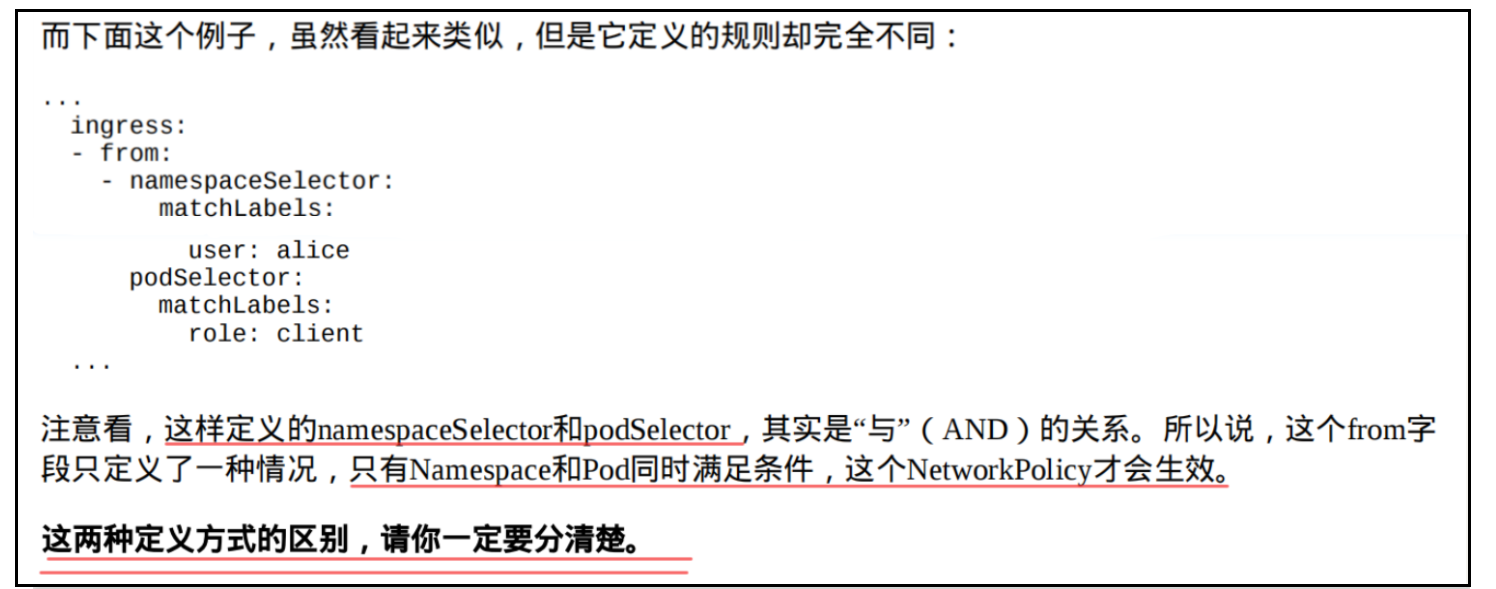 而下面这个例子，虽然看起来类似，但是它定义的规则却完全不同：
...
  ingress:
  - from:
    - namespaceSelector:
        matchLabels:
          user: alice
      podSelector:
        matchLabels:
          role: client
  ...
注意看，这样定义的namespaceSelector和podSelector，其实是“与”（AND）的关系。所以说，这个from字
段只定义了一种情况，只有Namespace和Pod同时满足条件，这个NetworkPolicy才会生效。
这两种定义方式的区别，请你一定要分清楚。